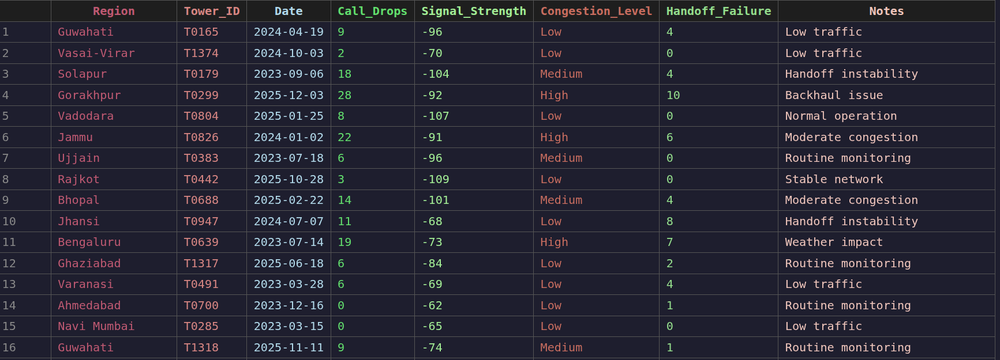 Region Tower_ID Date Call_Drops Signal_Strength Congestion_Level Handoff_Failure Notes
1 Guwahati T0165 2024-04-19 9 -96 Low 4 Low traffic
2 Vasai-Virar T1374 2024-10-03 2 -70 Low 0 Low traffic
3 Solapur T0179 2023-09-06 18 -104 Medium 4 Handoff instability
4 Gorakhpur T0299 2025-12-03 28 -92 High 10 Backhaul issue
5 Vadodara T0804 2025-01-25 8 -107 Low 0 Normal operation
6 Jammu T0826 2024-01-02 22 -91 High 6 Moderate congestion
7 Ujjain T0383 2023-07-18 6 -96 Medium 0 Routine monitoring
8 Rajkot T0442 2025-10-28 3 -109 Low 0 Stable network
9 Bhopal T0688 2025-02-22 14 -101 Medium 4 Moderate congestion
10 Jhansi T0947 2024-07-07 11 -68 Low 8 Handoff instability
11 Bengaluru T0639 2023-07-14 19 -73 High 7 Weather impact
12 Ghaziabad T1317 2025-06-18 6 -84 Low 2 Routine monitoring
13 Varanasi T0491 2023-03-28 6 -69 Low 4 Low traffic
14 Ahmedabad T0700 2023-12-16 0 -62 Low 1 Routine monitoring
15 Navi Mumbai T0285 2023-03-15 0 -65 Low 0 Low traffic
16 Guwahati T1318 2025-11-11 9 -74 Medium 1 Routine monitoring